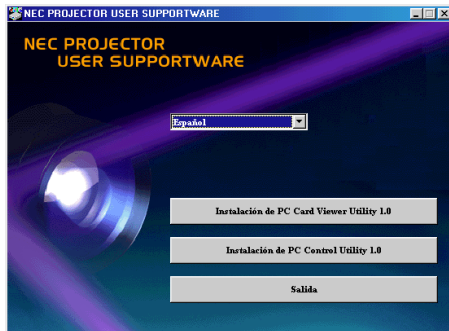 NEC PROJECTOR USER SUPPORTWARE
NEC PROJECTOR
USER SUPPORTWARE
Español
Instalación de PC Card Viewer Utility 1.0
Instalación de PC Control Utility 1.0
Salida